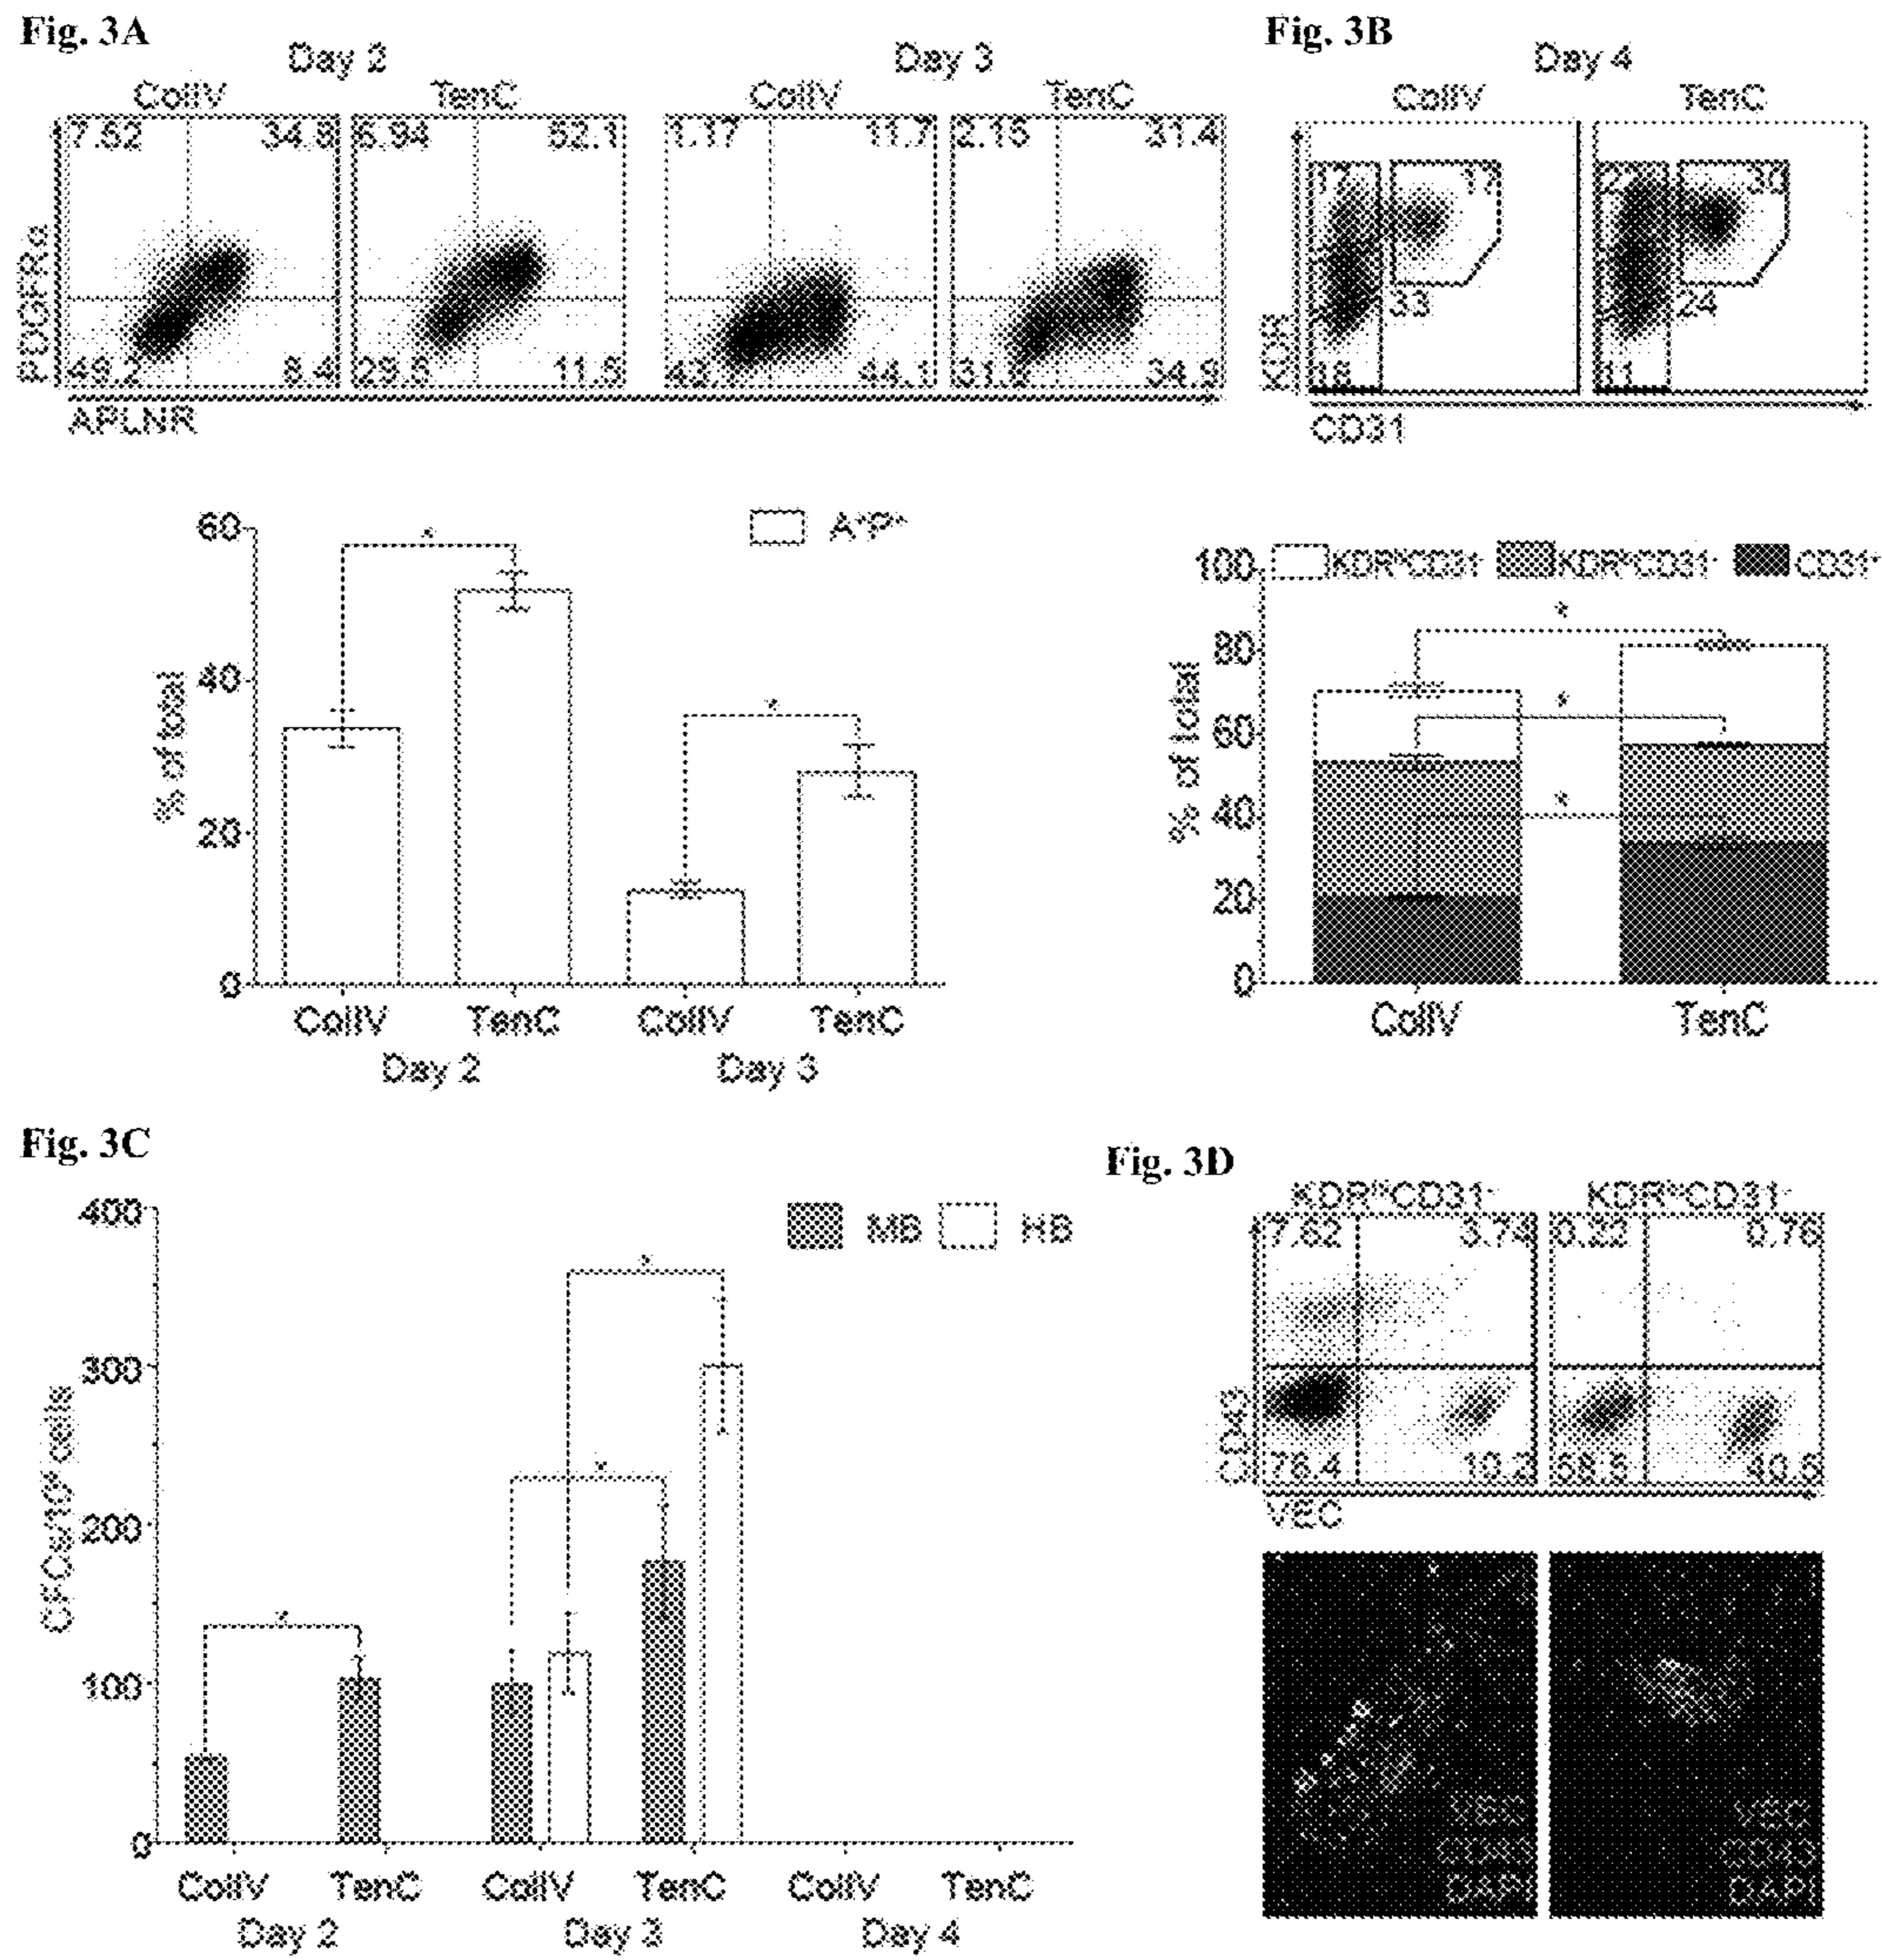 Fig. 3A
Day 2
Day 3
ColIV
TenC
ColIV
TenC
7.52
34.8
5.94
52.1
1.17
11.7
2.15
31.4
49.2
8.4
29.5
11.5
44.1
34.9
PDGFRα
APLNR
60
40
20
0
% of total
A⁺P⁺
*
*
ColIV
TenC
ColIV
TenC
Day 2
Day 3
Fig. 3B
Day 4
ColIV
TenC
17
17
30
33
24
18
11
KDR
CD31
100
80
60
40
20
0
% of total
CD31⁺
*
*
*
ColIV
TenC
Fig. 3C
400
300
200
100
0
MB
HB
*
*
*
ColIV
TenC
ColIV
TenC
ColIV
TenC
Day 2
Day 3
Day 4
Fig. 3D
7.62
3.74
0.22
0.76
78.4
10.2
58.5
40.5
CD43
VEC
VEC
CD43
DAPI
VEC
CD43
DAPI